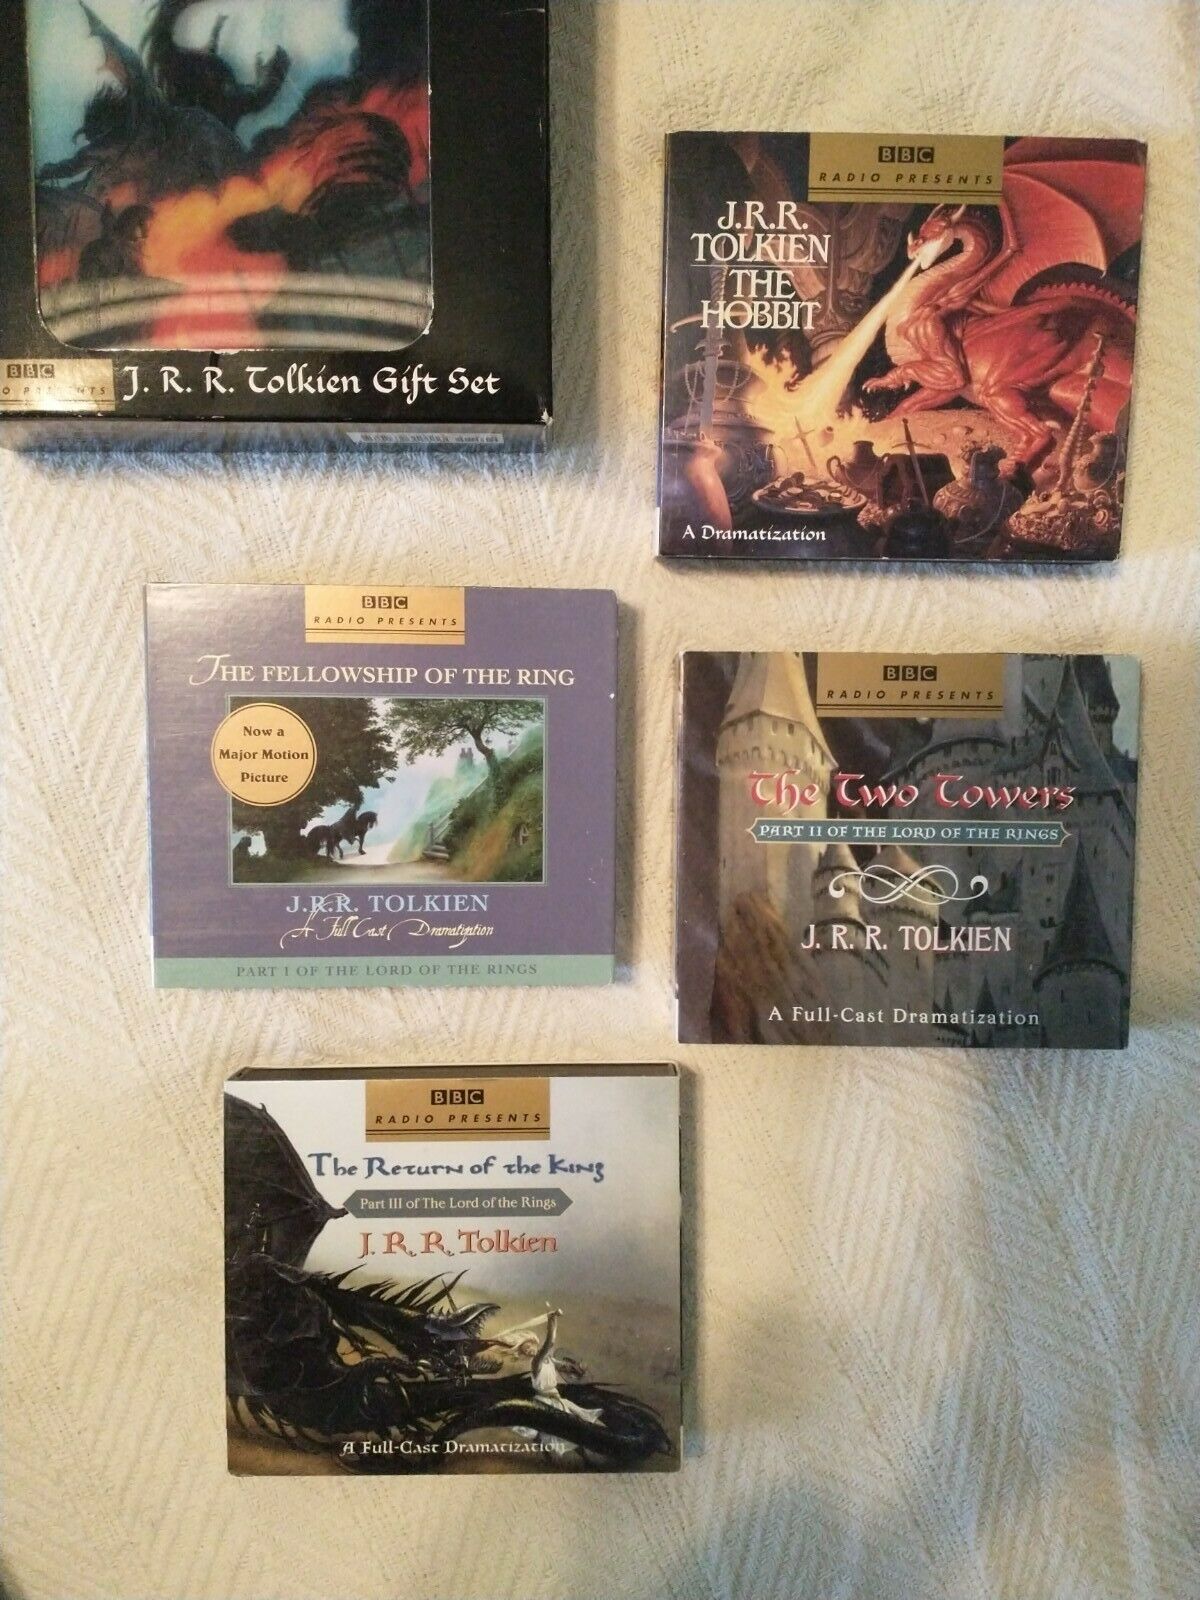 BBC
O PRESENTS
J. R. R. Tolkien Gift Set
BBC
RADIO PRESENTS
J.R.R.
TOLKIEN
THE
HOBBIT
A Dramatization
BBC
RADIO PRESENTS
THE FELLOWSHIP OF THE RING
Now a
Major Motion
Picture
J.R.R. TOLKIEN
A Full Cast Dramatization
PART I OF THE LORD OF THE RINGS
BBC
RADIO PRESENTS
The Two Towers
PART II OF THE LORD OF THE RINGS
J. R. R. TOLKIEN
A Full-Cast Dramatization
BBC
RADIO PRESENTS
The Return of the King
Part III of The Lord of the Rings
J. R. R. Tolkien
A Full-Cast Dramatization